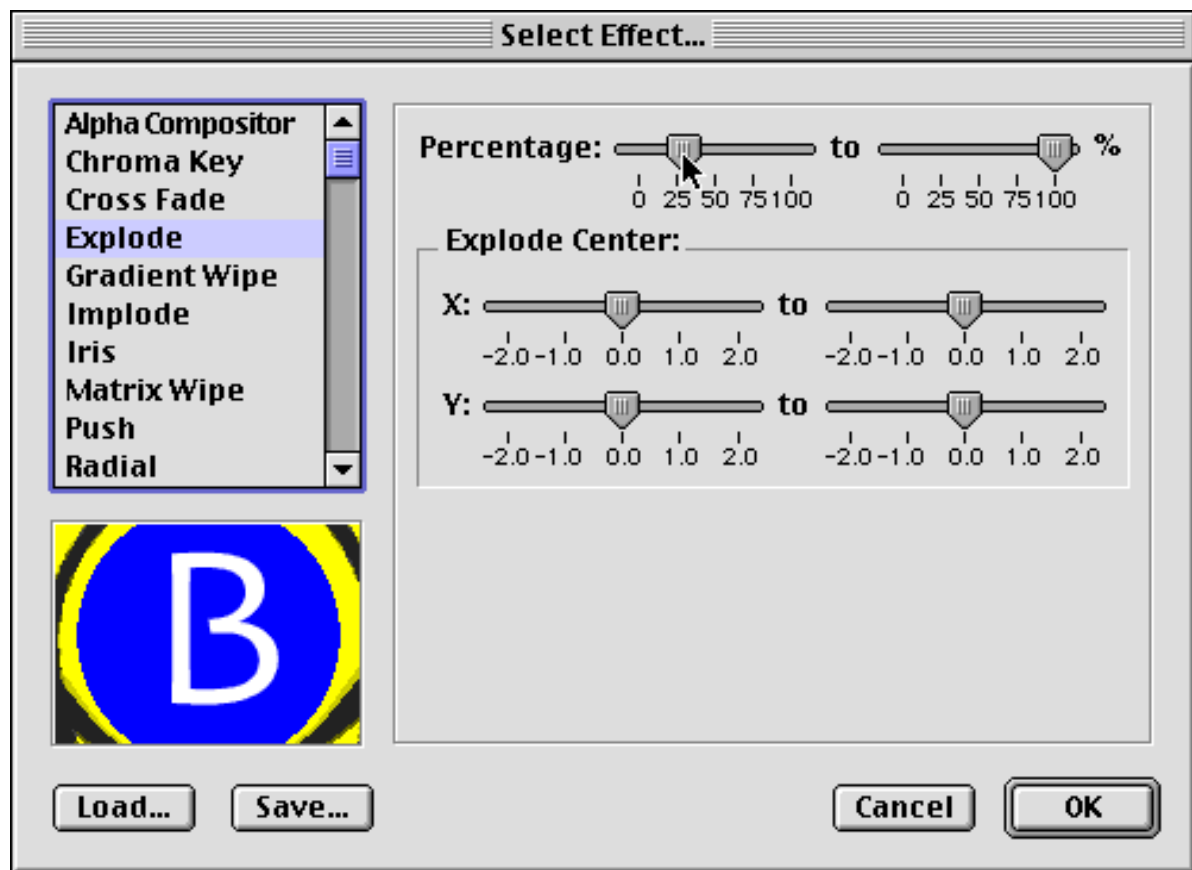 Select Effect...
Alpha Compositor
Chroma Key
Cross Fade
Explode
Gradient Wipe
Implode
Iris
Matrix Wipe
Push
Radial
Percentage: to %
0 25 50 75 100 0 25 50 75 100
Explode Center:
X: to
-2.0 -1.0 0.0 1.0 2.0 -2.0 -1.0 0.0 1.0 2.0
Y: to
-2.0 -1.0 0.0 1.0 2.0 -2.0 -1.0 0.0 1.0 2.0
B
Load... Save... Cancel OK